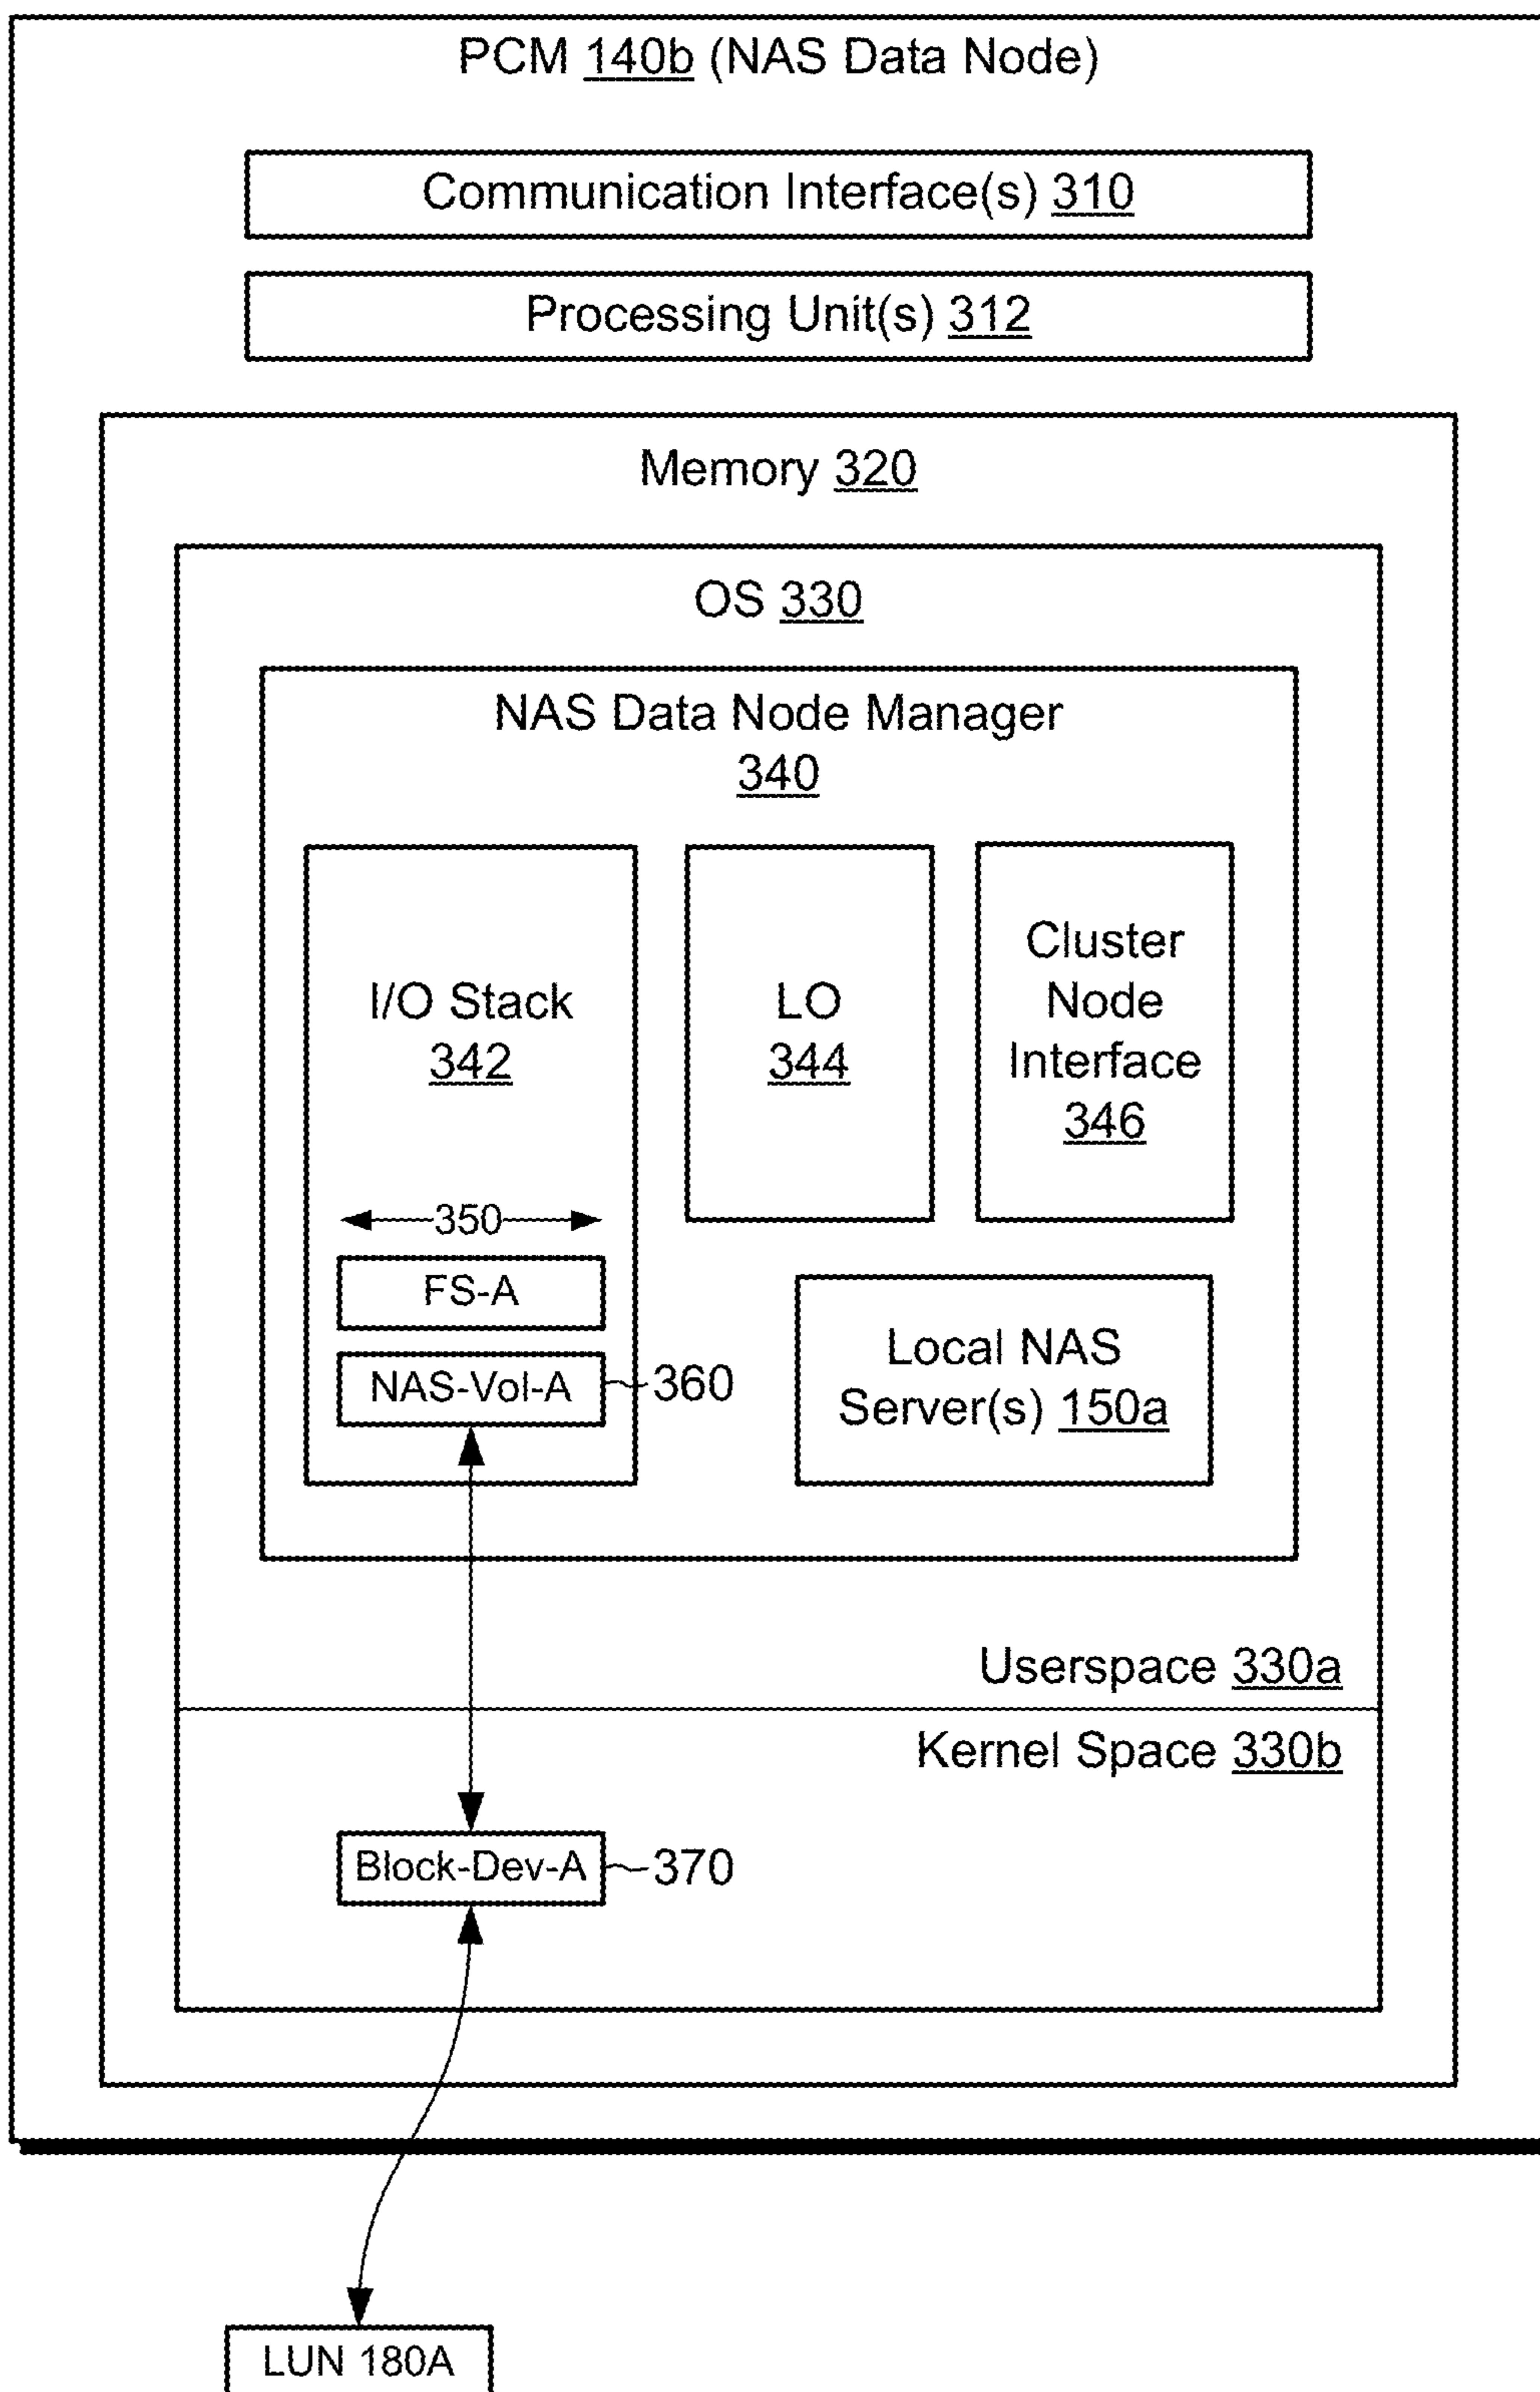 PCM 140b (NAS Data Node)
Communication Interface(s) 310
Processing Unit(s) 312
Memory 320
OS 330
NAS Data Node Manager
340
I/O Stack
342
LO
344
Cluster
Node
Interface
346
350
FS-A
NAS-Vol-A
360
Local NAS
Server(s) 150a
Userspace 330a
Kernel Space 330b
Block-Dev-A
370
LUN 180A